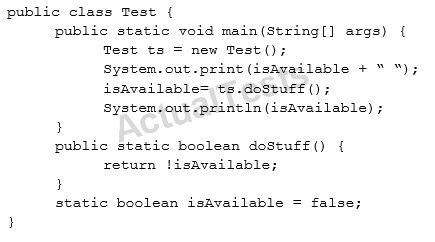 public class Test {
public static void main(String[] args) {
Test ts = new Test();
System.out.print(isAvailable + “ “);
isAvailable= ts.doStuff();
System.out.println(isAvailable);
}
public static boolean doStuff() {
return !isAvailable;
}
static boolean isAvailable = false;
}
ActualTests